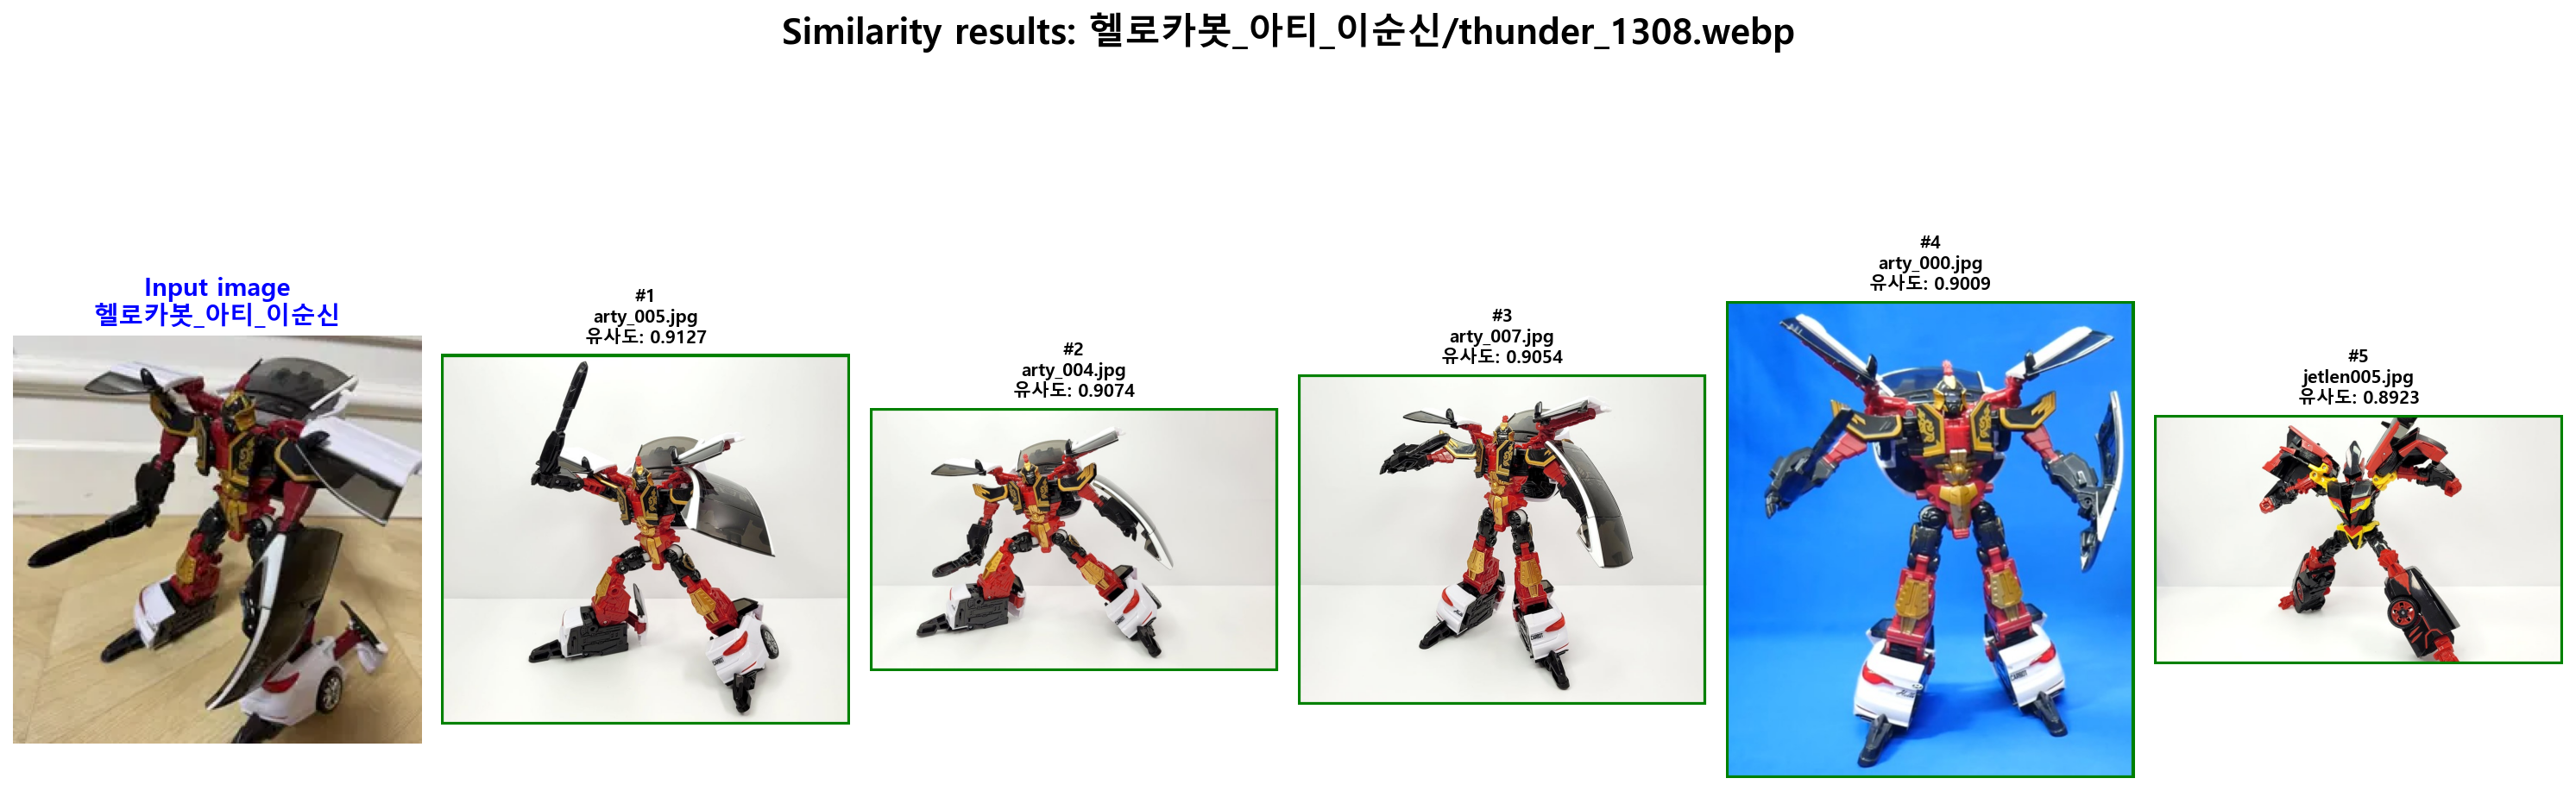 Similarity results: 헬로카봇_아티_이순신/thunder_1308.webp
Input image
헬로카봇_아티_이순신
#1
arty_005.jpg
유사도: 0.9127
#2
arty_004.jpg
유사도: 0.9074
#3
arty_007.jpg
유사도: 0.9054
#4
arty_000.jpg
유사도: 0.9009
#5
jetlen005.jpg
유사도: 0.8923